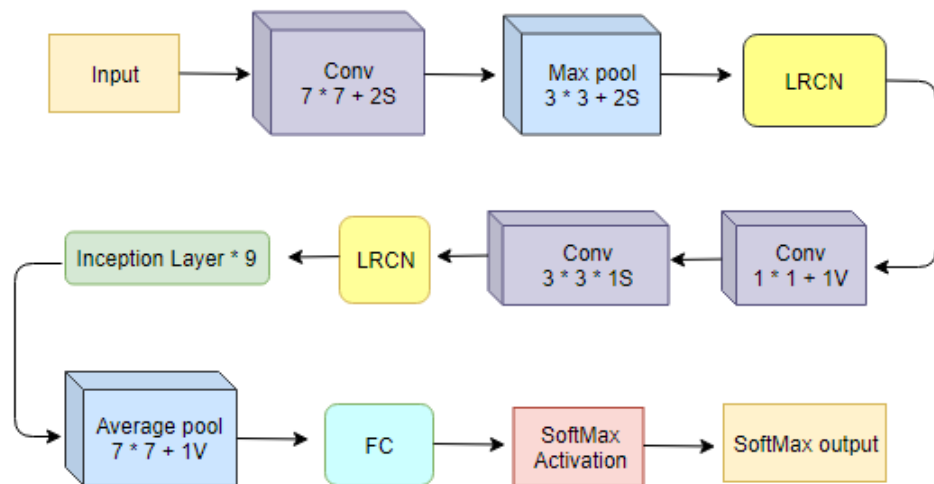 Input
Conv
7 * 7 + 2S
Max pool
3 * 3 + 2S
LRCN
Conv
1 * 1 + 1V
Conv
3 * 3 * 1S
LRCN
Inception Layer * 9
Average pool
7 * 7 + 1V
FC
SoftMax
Activation
SoftMax output